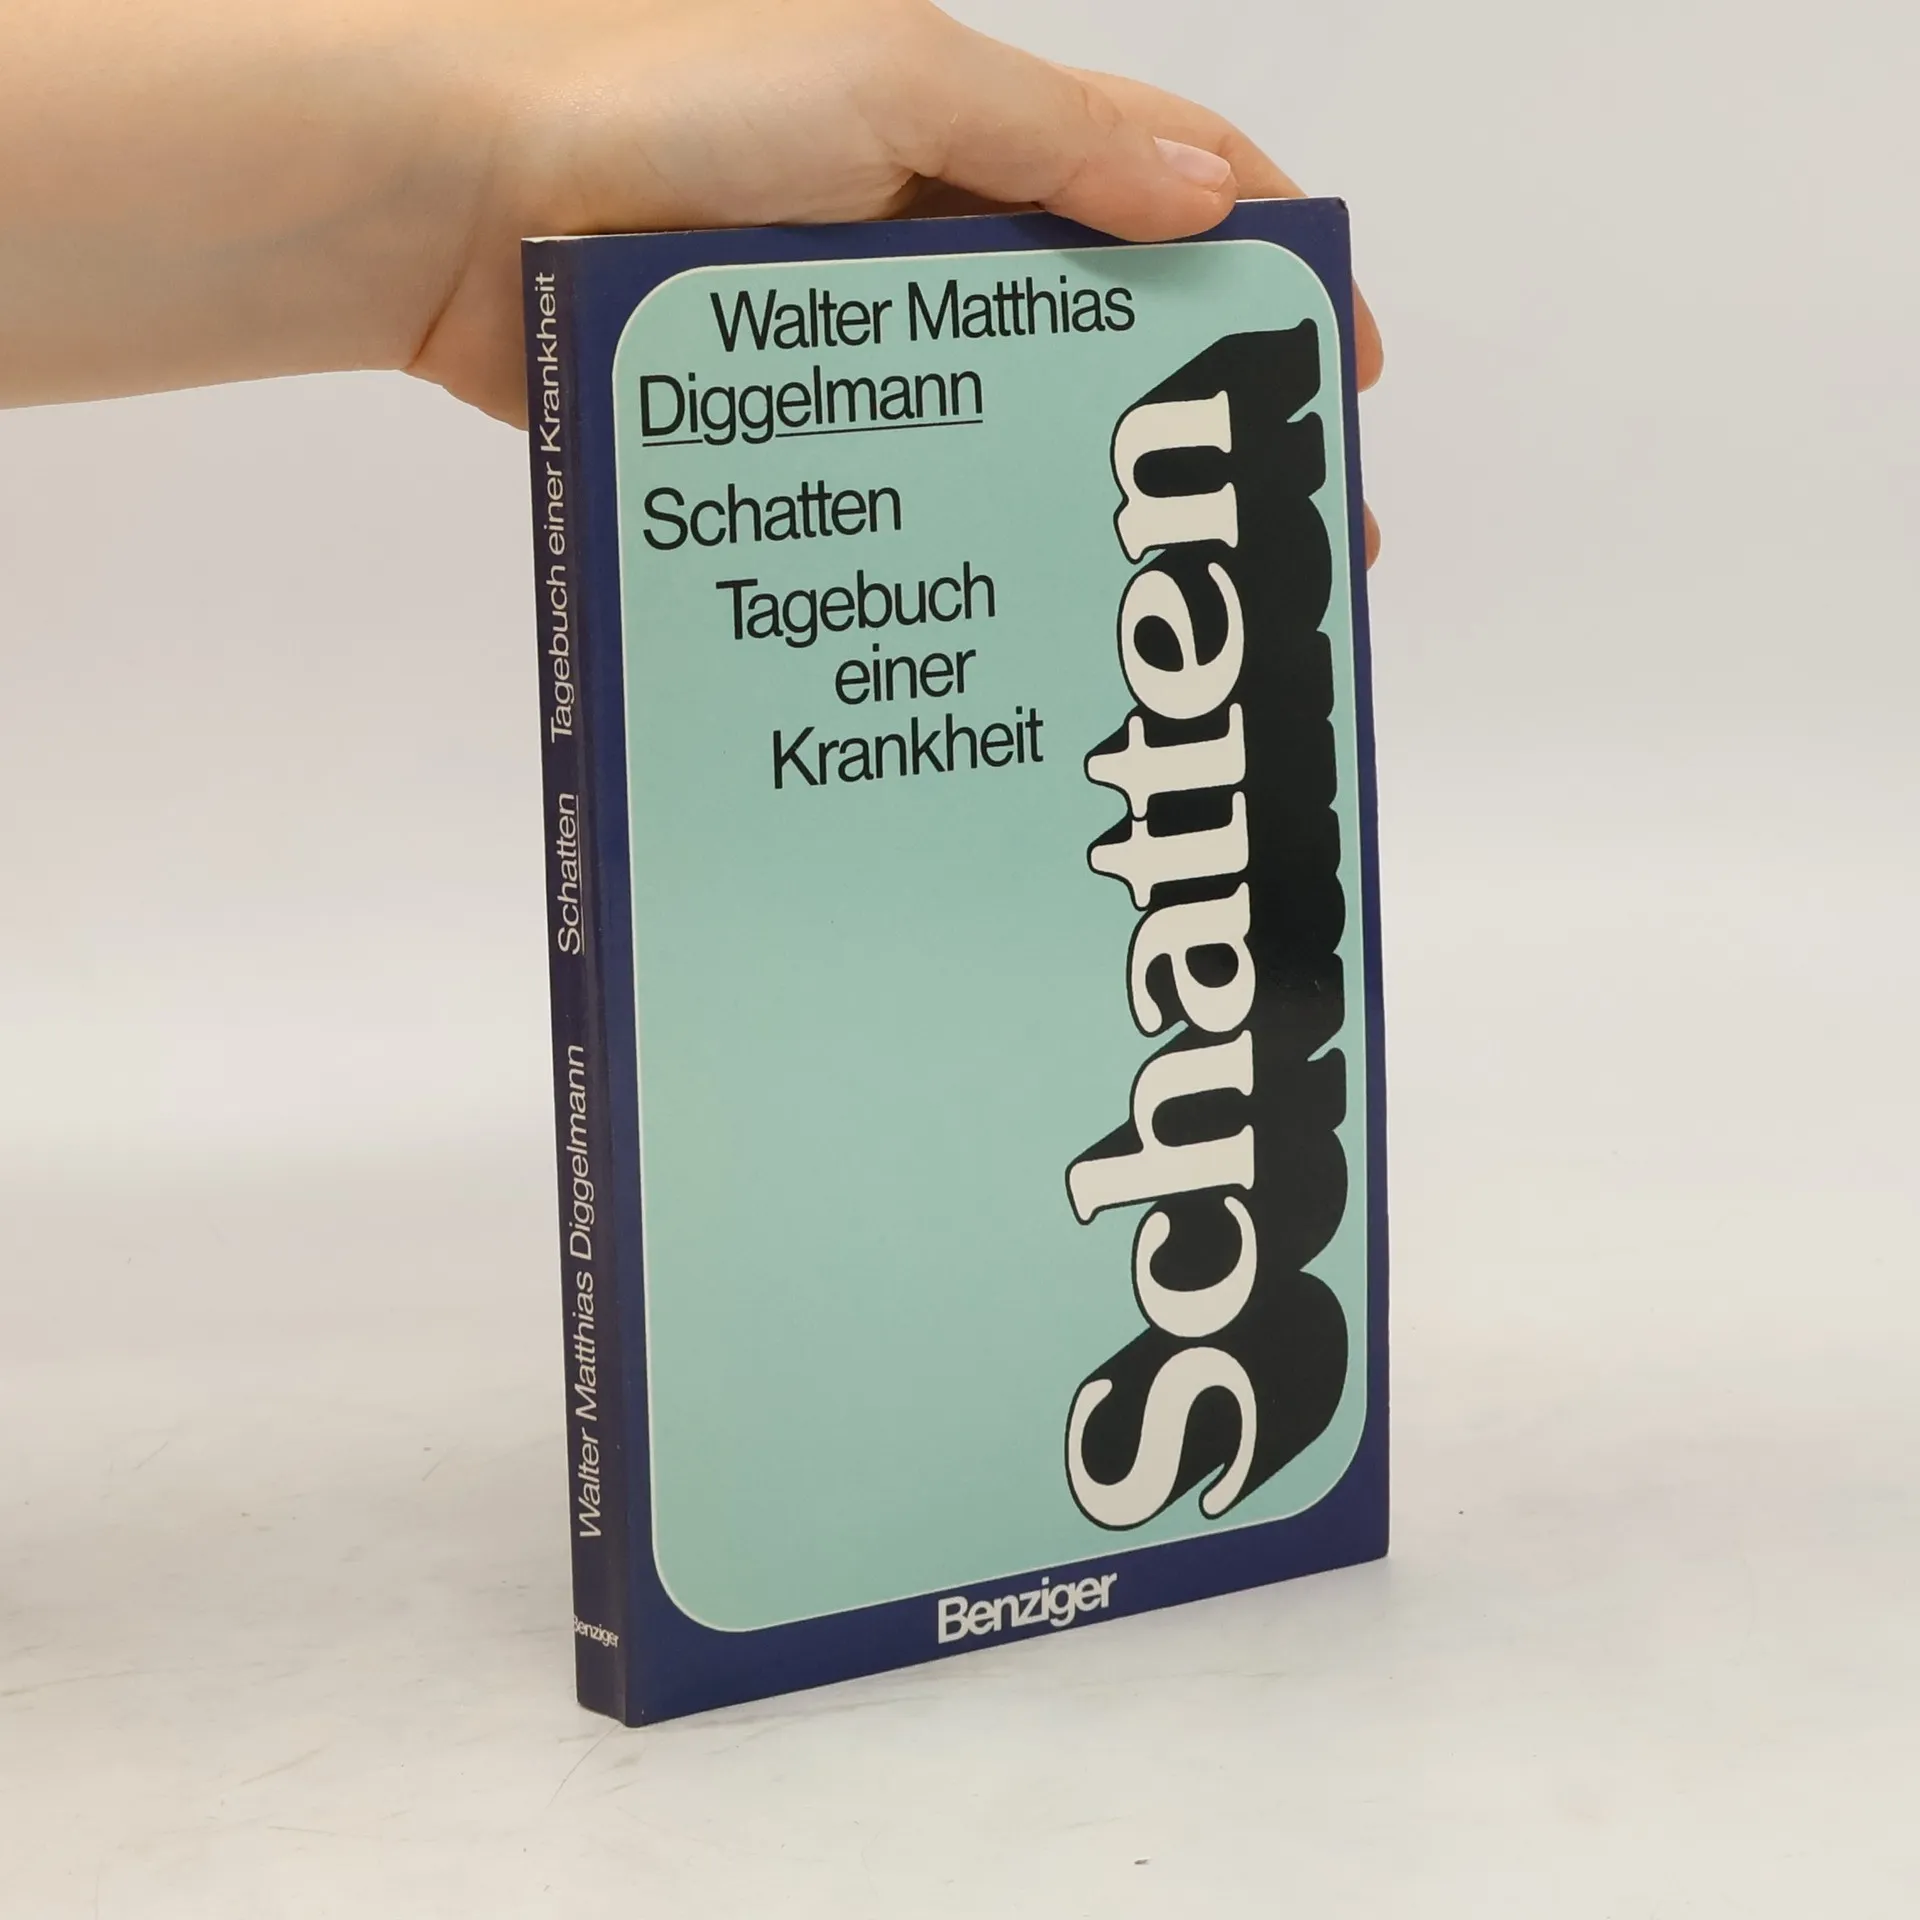 Walter Matthias
Diggelmann
Schatten
Tagebuch
einer
Krankheit
Schatten
Benziger
Walter Matthias Diggelmann Schatten Tagebuch einer Krankheit
Benziger